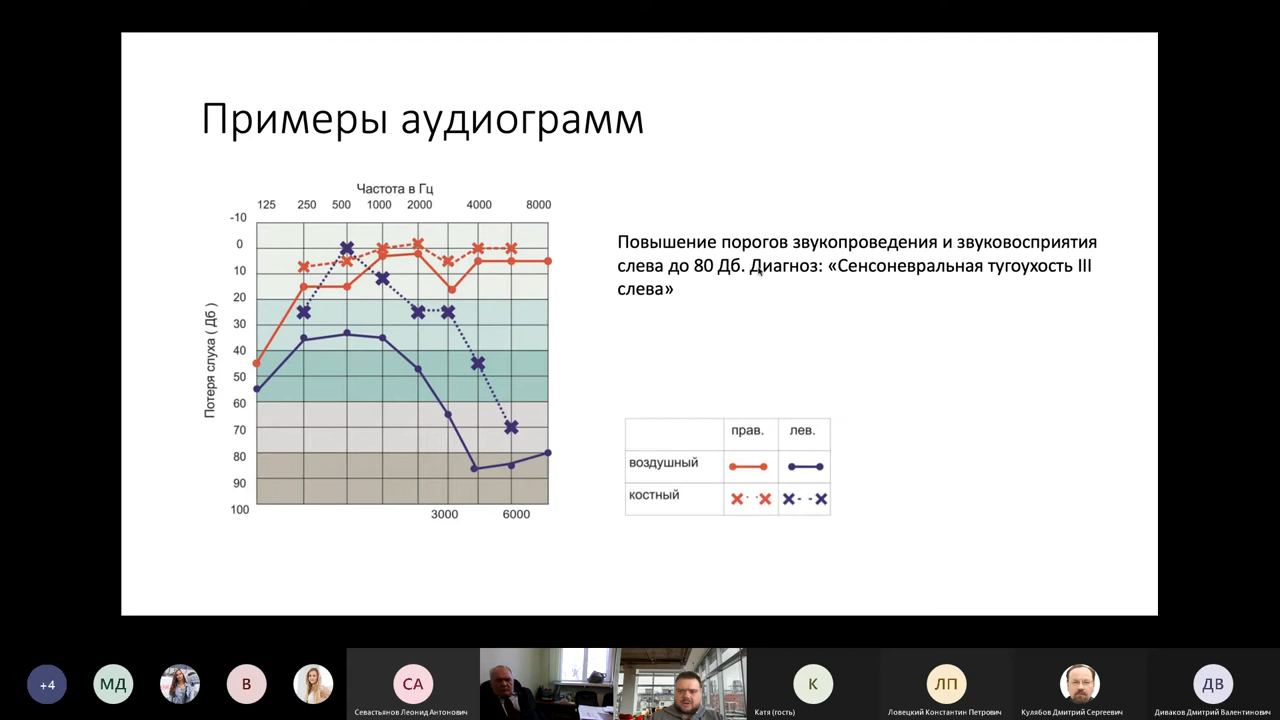 Примеры аудиограмм
Частота в Гц
125 250 500 1000 2000 4000 8000
-10
0
10
20
30
40
50
60
70
80
90
100
Потеря слуха ( Дб )
3000 6000
Повышение порогов звукопроведения и звуковосприятия
слева до 80 Дб. Диагноз: «Сенсоневральная тугоухость III
слева»
прав. лев.
воздушный
костный
+4
МД
В
СА
Севастьянов Леонид Антонович
К
Катя (гость)
ЛП
Ловецкий Константин Петрович
Кулябов Дмитрий Сергеевич
ДВ
Диваков Дмитрий Валентинович